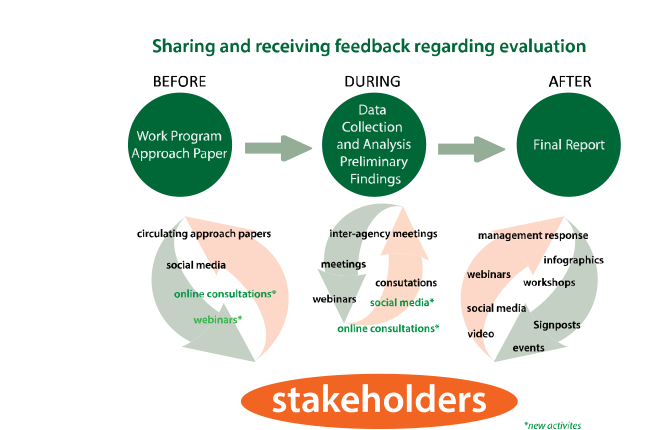 Sharing and receiving feedback regarding evaluation
BEFORE
DURING
AFTER
Work Program
Approach Paper
Data
Collection
and Analysis
Preliminary
Findings
Final Report
circulating approach papers
social media
online consultations*
webinars*
inter-agency meetings
meetings
consutations
webinars
social media*
online consultations*
management response
infographics
webinars
workshops
social media
Signposts
video
events
stakeholders
*new activites